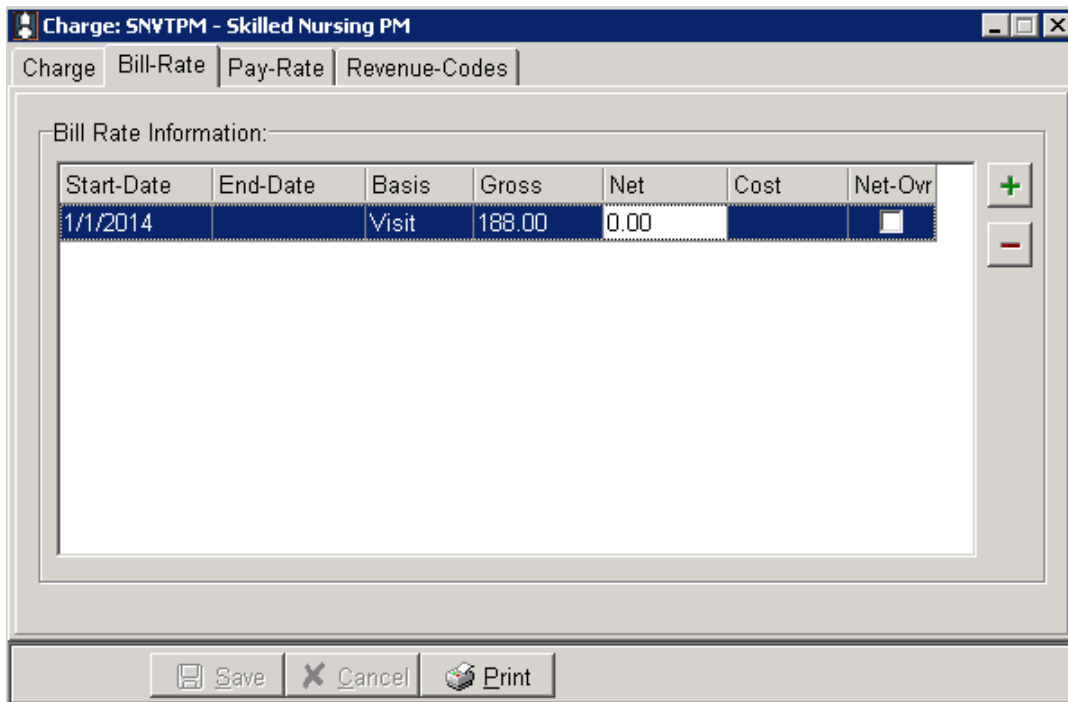 Charge: SNVTPM - Skilled Nursing PM
Charge Bill-Rate Pay-Rate Revenue-Codes
Bill Rate Information:
Start-Date End-Date Basis Gross Net Cost Net-Ovr
1/1/2014 Visit 188.00 0.00
Save Cancel Print